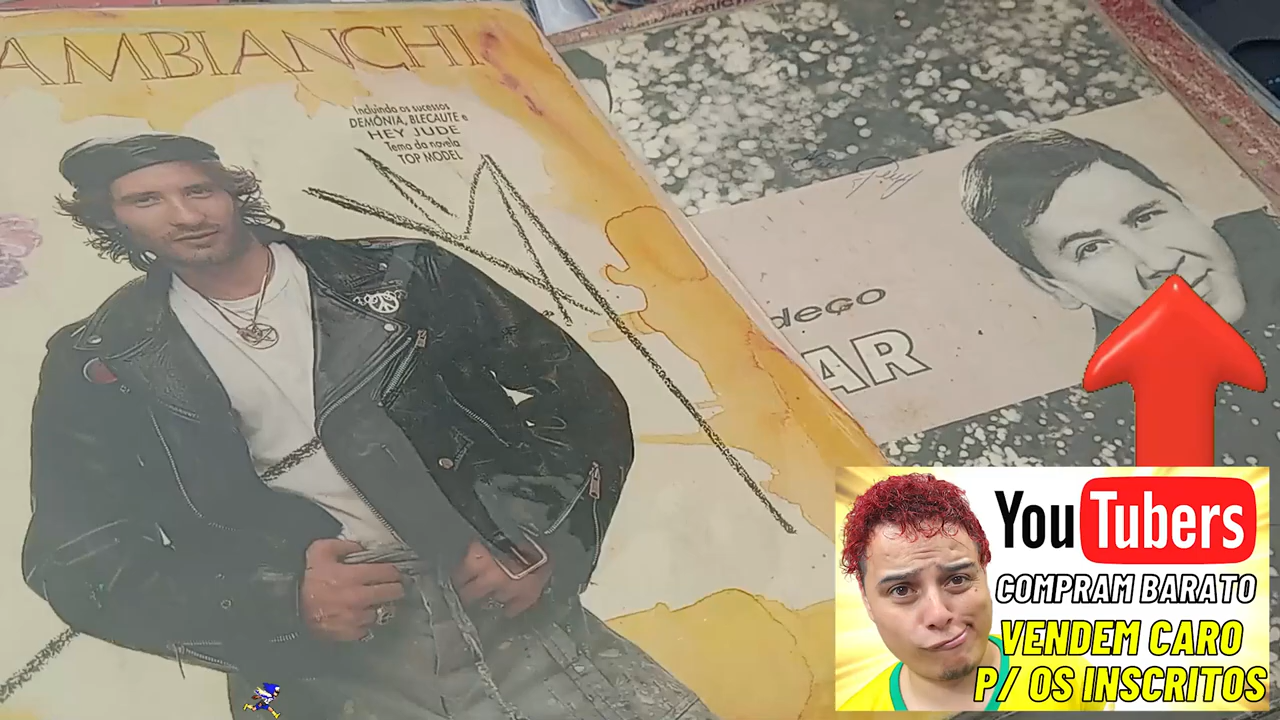 AMBIANCHI
Incluindo os sucessos
DEMÔNIA, BLECAUTE e
HEY JUDE
Tema da novela
TOP MODEL
deço
AR
YouTubers
COMPRAM BARATO
VENDEM CARO
P/ OS INSCRITOS